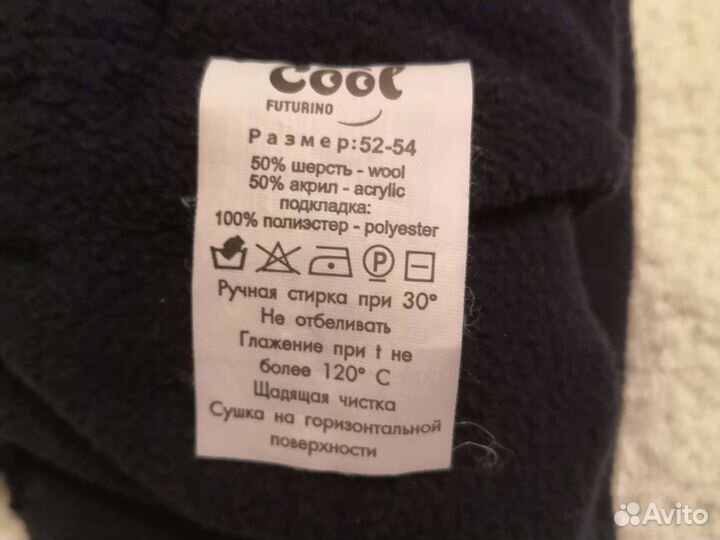 Cool
FUTURINO
Размер:52-54
50% шерсть - wool
50% акрил - acrylic
подкладка:
100% полиэстер - polyester
P
Ручная стирка при 30°
Не отбеливать
Глажение при t не
более 120° С
Щадящая чистка
Сушка на горизонтальной
поверхности
Avito